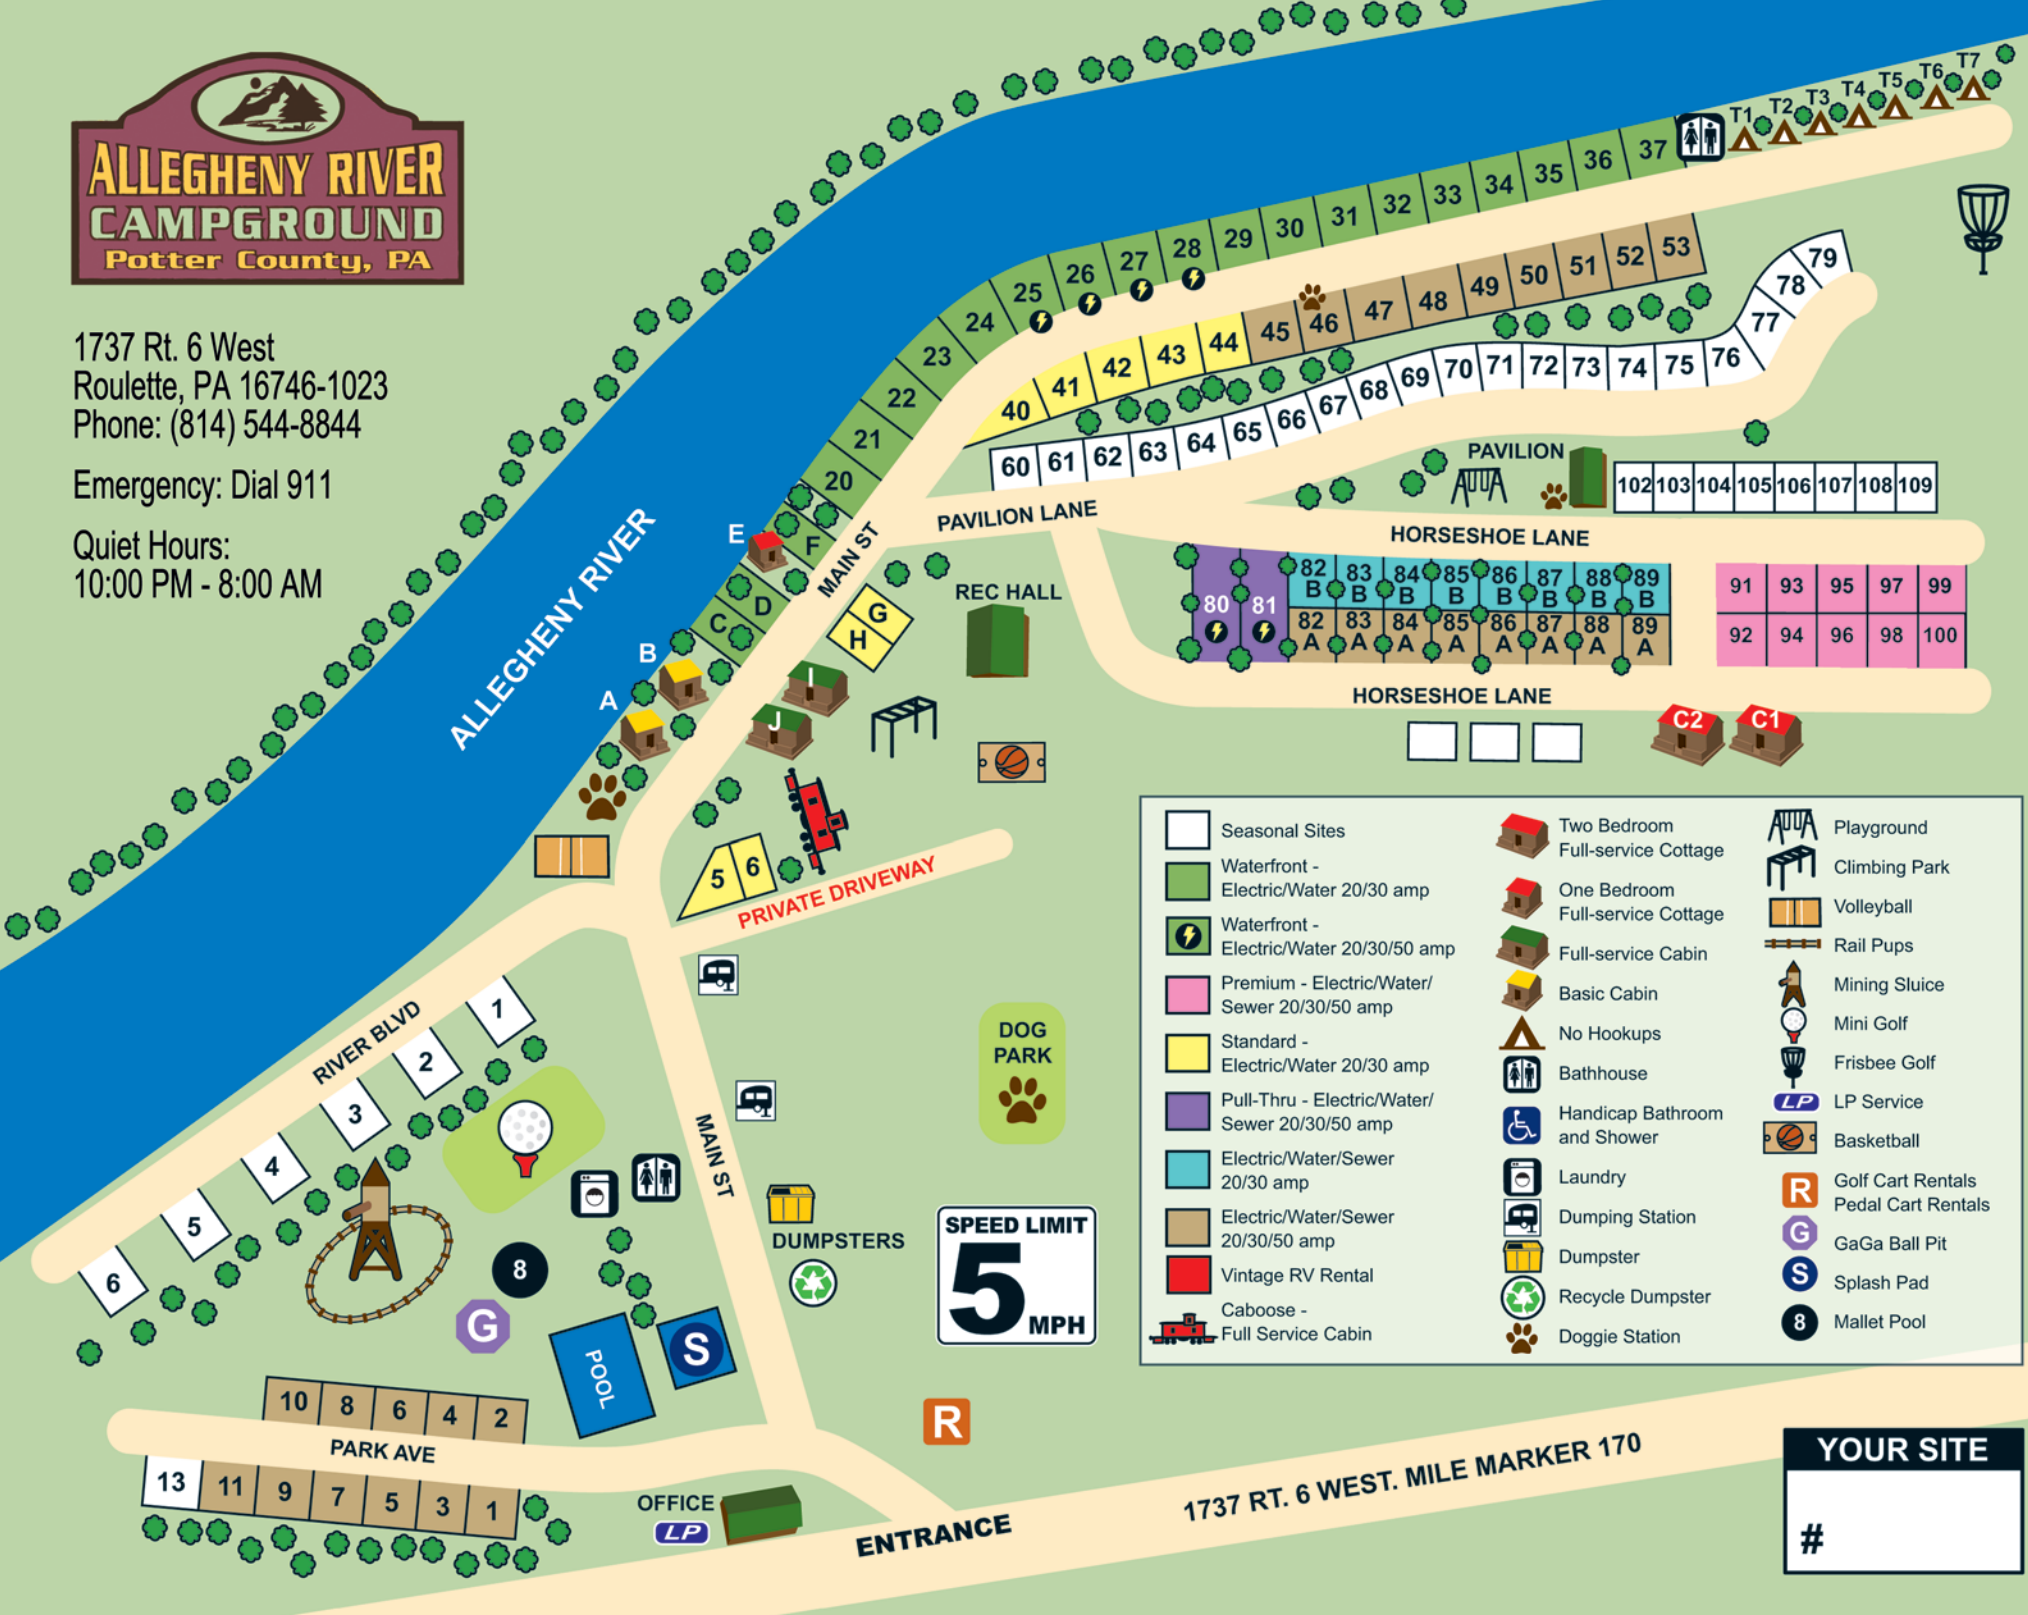 ALLEGHENY RIVER
CAMPGROUND
Potter County, PA
1737 Rt. 6 West
Roulette, PA 16746-1023
Phone: (814) 544-8844
Emergency: Dial 911
Quiet Hours:
10:00 PM - 8:00 AM
T1 T2 T3 T4 T5 T6 T7
20 21 22 23 24 25 26 27 28 29 30 31 32 33 34 35 36 37
40 41 42 43 44 45 46 47 48 49 50 51 52 53
60 61 62 63 64 65 66 67 68 69 70 71 72 73 74 75 76 77 78 79
PAVILION
102 103 104 105 106 107 108 109
PAVILION LANE
HORSESHOE LANE
ALLEGHENY RIVER
MAIN ST
E
F
D
C
B
A
G
H
I
J
REC HALL
80 81
82 B 83 B 84 B 85 B 86 B 87 B 88 B 89 B
82 A 83 A 84 A 85 A 86 A 87 A 88 A 89 A
91 93 95 97 99
92 94 96 98 100
HORSESHOE LANE
C2 C1
5 6
PRIVATE DRIVEWAY
RIVER BLVD
1
2
3
4
5
6
MAIN ST
DOG
PARK
DUMPSTERS
SPEED LIMIT
5
MPH
8
G
POOL
S
R
10 8 6 4 2
PARK AVE
13 11 9 7 5 3 1
OFFICE
LP
ENTRANCE
1737 RT. 6 WEST. MILE MARKER 170
Seasonal Sites
Waterfront -
Electric/Water 20/30 amp
Waterfront -
Electric/Water 20/30/50 amp
Premium - Electric/Water/
Sewer 20/30/50 amp
Standard -
Electric/Water 20/30 amp
Pull-Thru - Electric/Water/
Sewer 20/30/50 amp
Electric/Water/Sewer
20/30 amp
Electric/Water/Sewer
20/30/50 amp
Vintage RV Rental
Caboose -
Full Service Cabin
Two Bedroom
Full-service Cottage
One Bedroom
Full-service Cottage
Full-service Cabin
Basic Cabin
No Hookups
Bathhouse
Handicap Bathroom
and Shower
Laundry
Dumping Station
Dumpster
Recycle Dumpster
Doggie Station
Playground
Climbing Park
Volleyball
Rail Pups
Mining Sluice
Mini Golf
Frisbee Golf
LP LP Service
Basketball
R Golf Cart Rentals
Pedal Cart Rentals
G GaGa Ball Pit
S Splash Pad
8 Mallet Pool
YOUR SITE
#